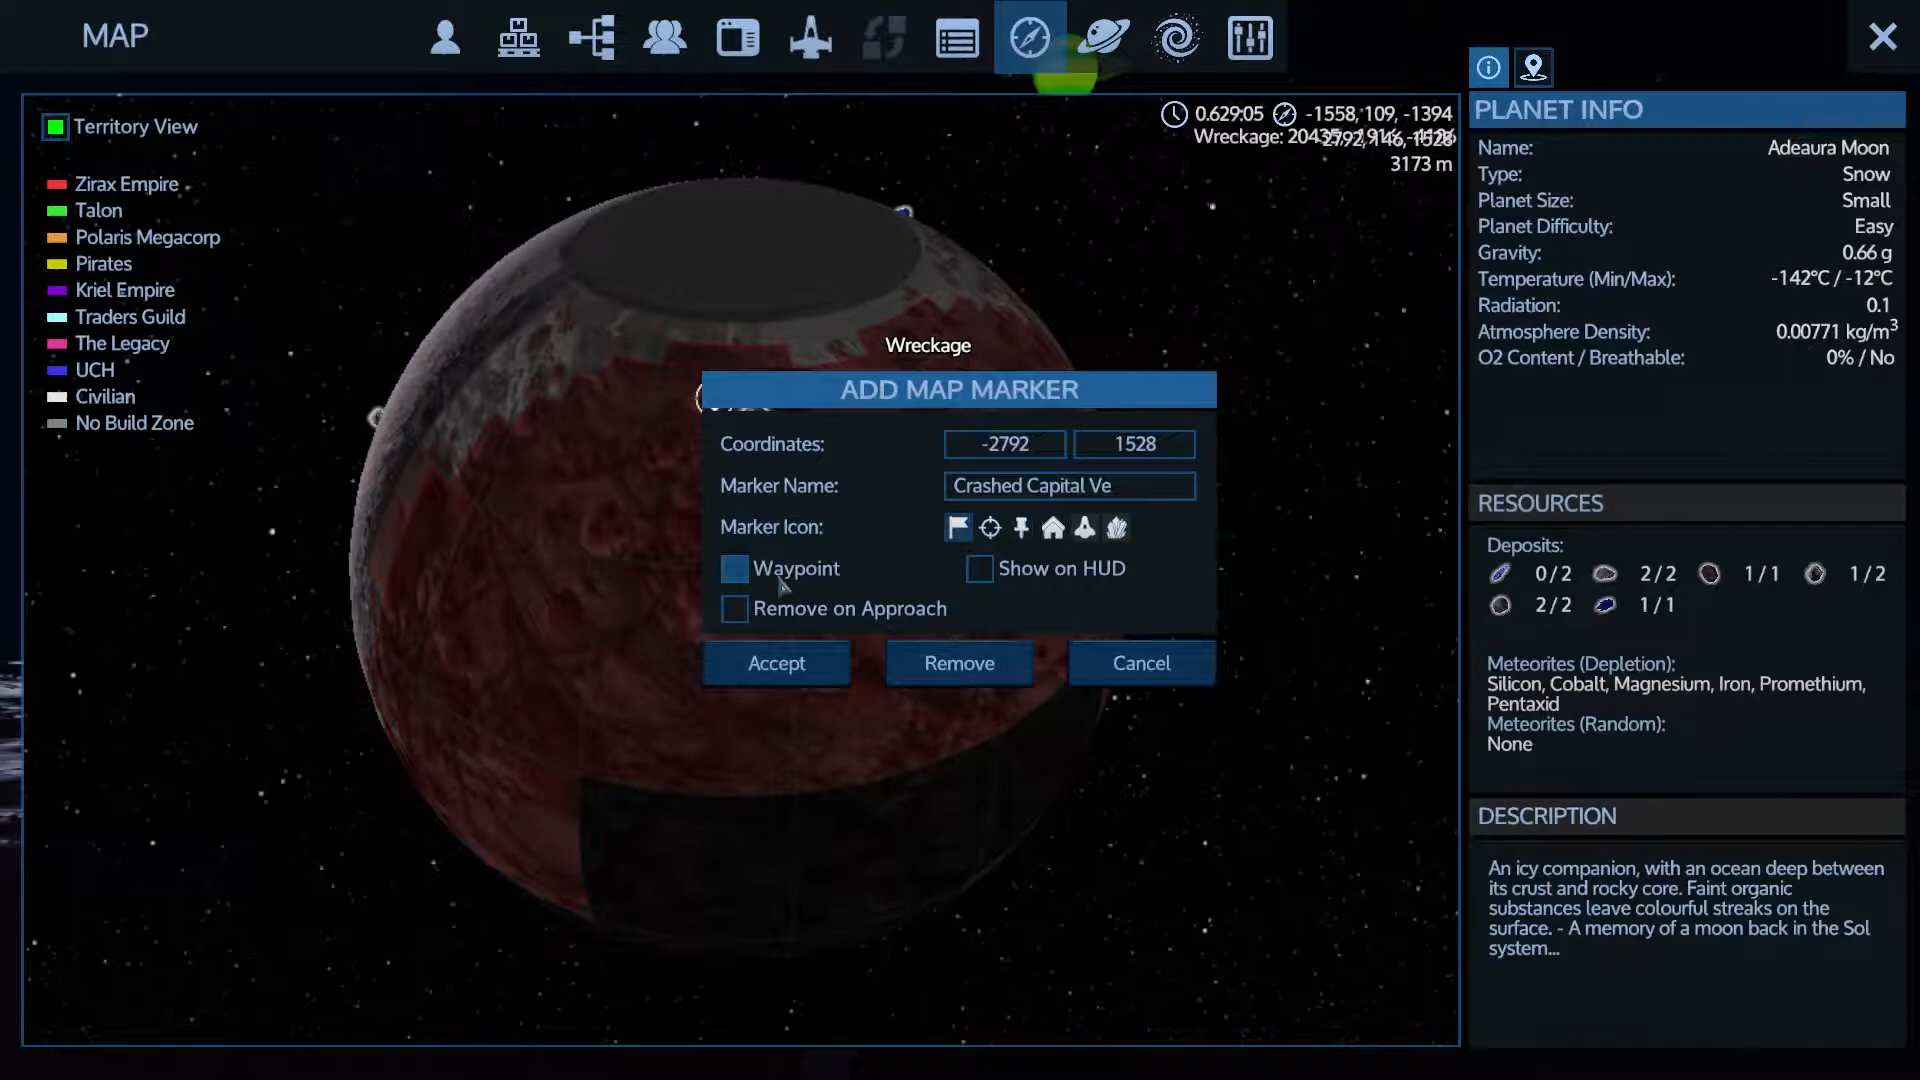 MAP
Territory View
Zirax Empire
Talon
Polaris Megacorp
Pirates
Kriel Empire
Traders Guild
The Legacy
UCH
Civilian
No Build Zone
0.629:05 -1558, 109, -1394
Wreckage:
3173 m
Wreckage
ADD MAP MARKER
Coordinates: -2792 1528
Marker Name: Crashed Capital Ve
Marker Icon:
Waypoint Show on HUD
Remove on Approach
Accept Remove Cancel
PLANET INFO
Name: Adeaura Moon
Type: Snow
Planet Size: Small
Planet Difficulty: Easy
Gravity: 0.66 g
Temperature (Min/Max): -142°C / -12°C
Radiation: 0.1
Atmosphere Density: 0.00771 kg/m³
O2 Content / Breathable: 0% / No
RESOURCES
Deposits:
0/2 2/2 1/1 1/2
2/2 1/1
Meteorites (Depletion):
Silicon, Cobalt, Magnesium, Iron, Promethium,
Pentaxid
Meteorites (Random):
None
DESCRIPTION
An icy companion, with an ocean deep between
its crust and rocky core. Faint organic
substances leave colourful streaks on the
surface. - A memory of a moon back in the Sol
system...